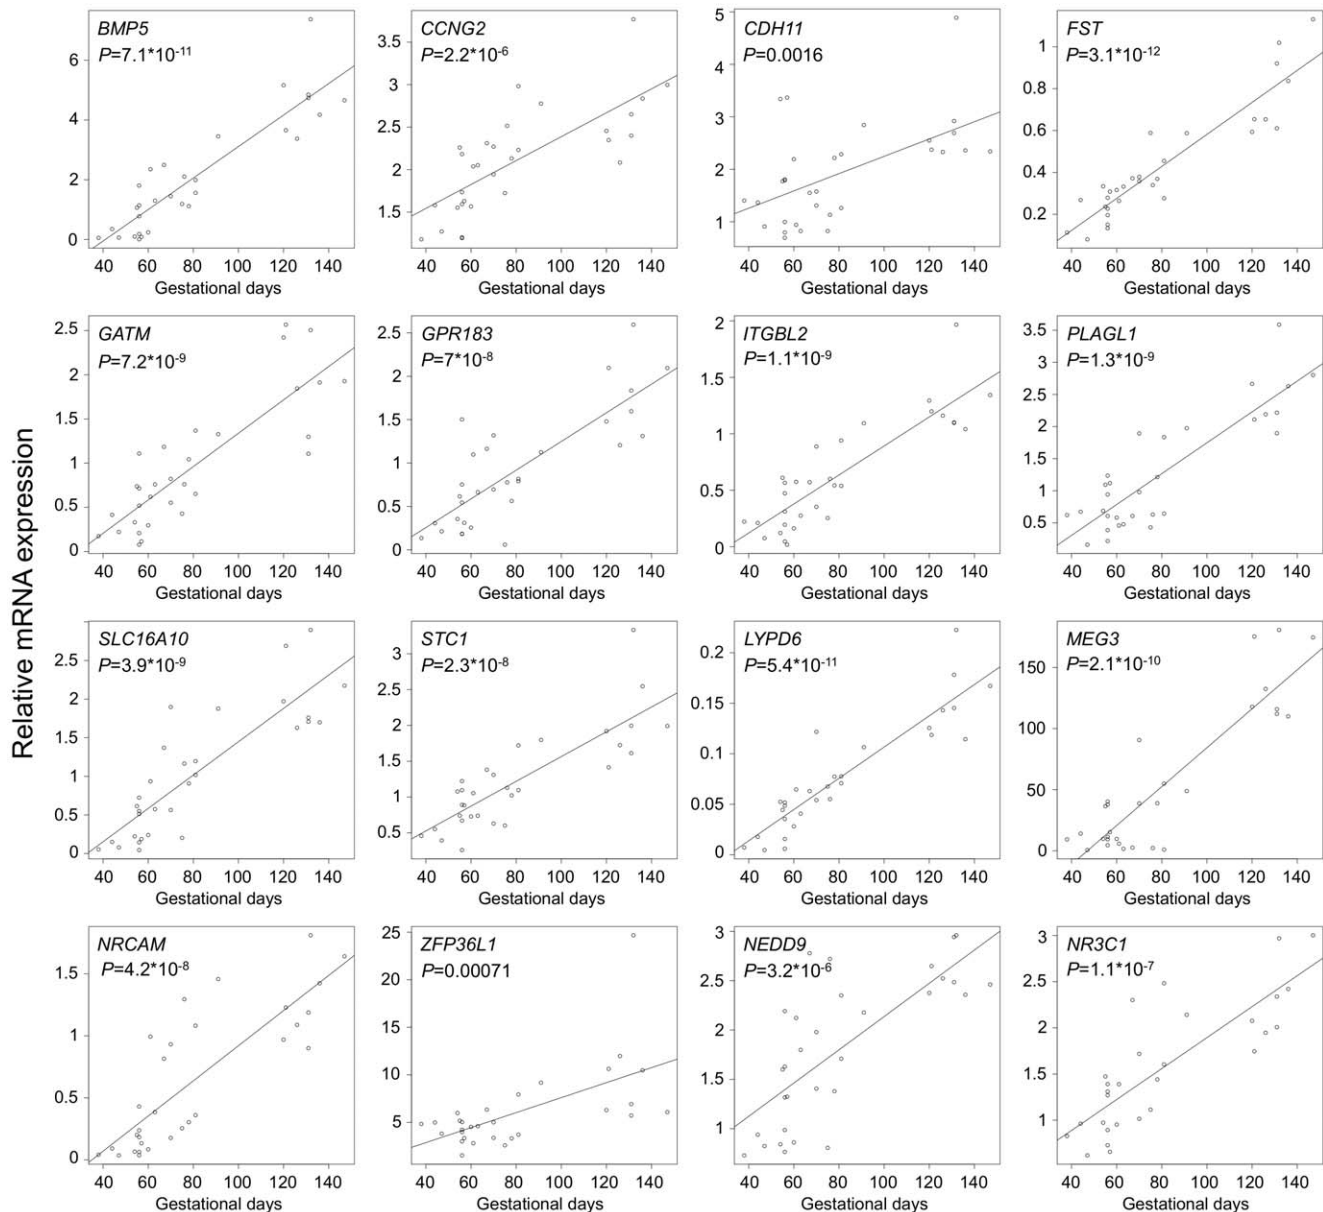 Relative mRNA expression
BMP5
P=7.1*10-11
0 2 4 6
40 60 80 100 120 140
Gestational days
CCNG2
P=2.2*10-6
1.5 2 2.5 3 3.5
40 60 80 100 120 140
Gestational days
CDH11
P=0.0016
1 2 3 4 5
40 60 80 100 120 140
Gestational days
FST
P=3.1*10-12
0.2 0.4 0.6 0.8 1
40 60 80 100 120 140
Gestational days
GATM
P=7.2*10-9
0 0.5 1 1.5 2 2.5
40 60 80 100 120 140
Gestational days
GPR183
P=7*10-8
0 0.5 1 1.5 2 2.5
40 60 80 100 120 140
Gestational days
ITGBL2
P=1.1*10-9
0 0.5 1 1.5 2
40 60 80 100 120 140
Gestational days
PLAGL1
P=1.3*10-9
0.5 1 1.5 2 2.5 3 3.5
40 60 80 100 120 140
Gestational days
SLC16A10
P=3.9*10-9
0 0.5 1 1.5 2 2.5
40 60 80 100 120 140
Gestational days
STC1
P=2.3*10-8
0.5 1 1.5 2 2.5 3
40 60 80 100 120 140
Gestational days
LYPD6
P=5.4*10-11
0 0.05 0.1 0.15 0.2
40 60 80 100 120 140
Gestational days
MEG3
P=2.1*10-10
0 50 100 150
40 60 80 100 120 140
Gestational days
NRCAM
P=4.2*10-8
0 0.5 1 1.5
40 60 80 100 120 140
Gestational days
ZFP36L1
P=0.00071
0 5 10 15 20 25
40 60 80 100 120 140
Gestational days
NEDD9
P=3.2*10-6
1 1.5 2 2.5 3
40 60 80 100 120 140
Gestational days
NR3C1
P=1.1*10-7
1 1.5 2 2.5 3
40 60 80 100 120 140
Gestational days